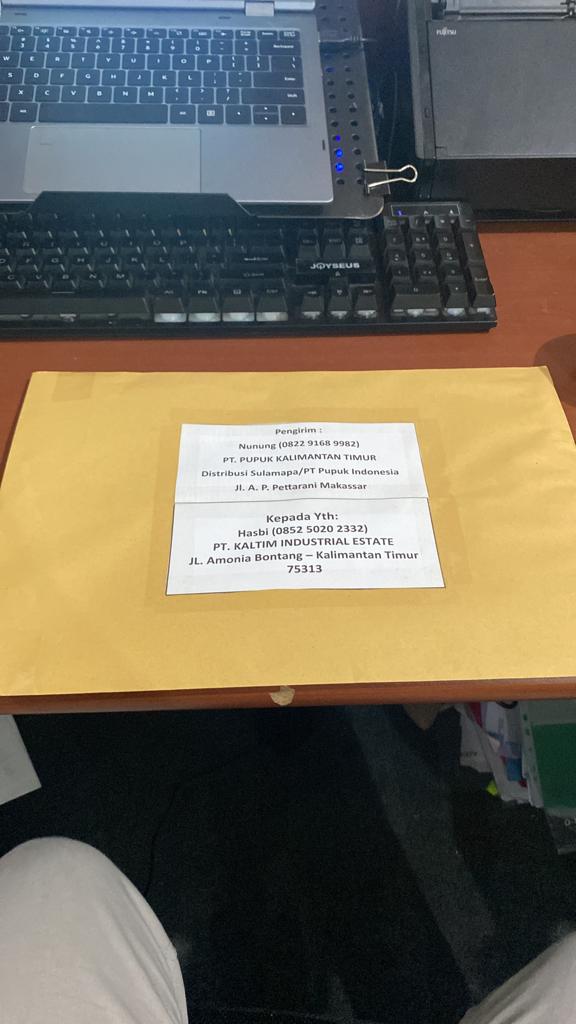 FUJITSU
JOYSEUS
Pengirim :
Nunung (0822 9168 9982)
PT. PUPUK KALIMANTAN TIMUR
Distribusi Sulamapa/PT Pupuk Indonesia
Jl. A. P. Pettarani Makassar
Kepada Yth:
Hasbi (0852 5020 2332)
PT. KALTIM INDUSTRIAL ESTATE
JL. Amonia Bontang – Kalimantan Timur
75313